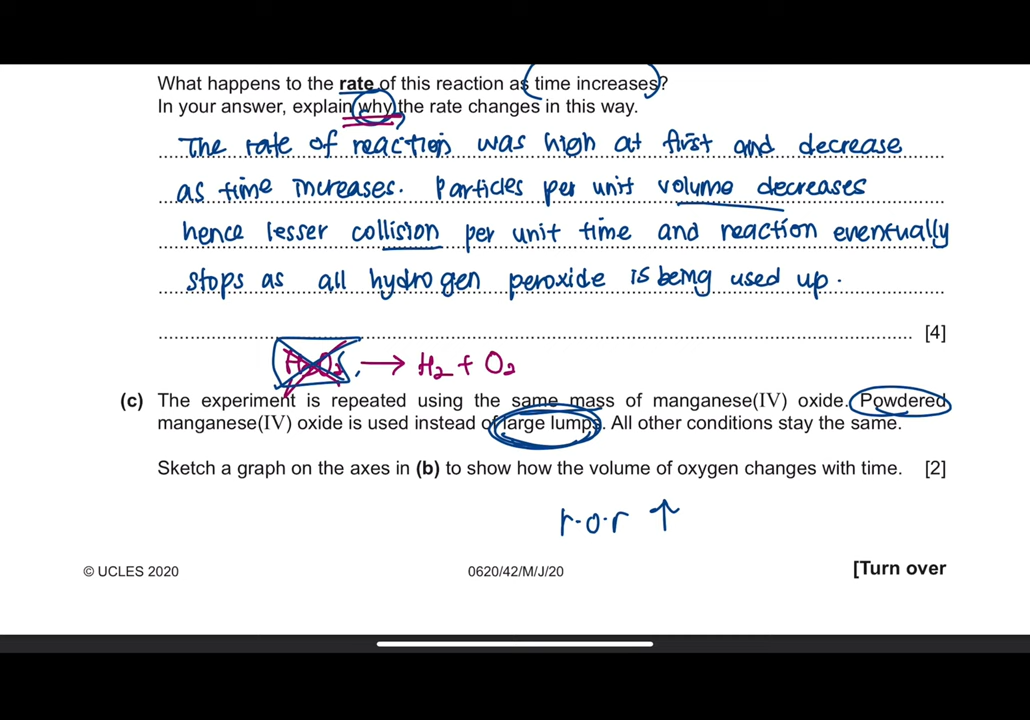 What happens to the rate of this reaction as time increases?
In your answer, explain why the rate changes in this way.
The rate of reaction was high at first and decrease
as time increases. Particles per unit volume decreases
hence lesser collision per unit time and reaction eventually
stops as all hydrogen peroxide is being used up.
[4]
H2O2 → H2 + O2
(c) The experiment is repeated using the same mass of manganese(IV) oxide. Powdered
manganese(IV) oxide is used instead of large lumps. All other conditions stay the same.
Sketch a graph on the axes in (b) to show how the volume of oxygen changes with time. [2]
r.o.r ↑
© UCLES 2020 0620/42/M/J/20 [Turn over